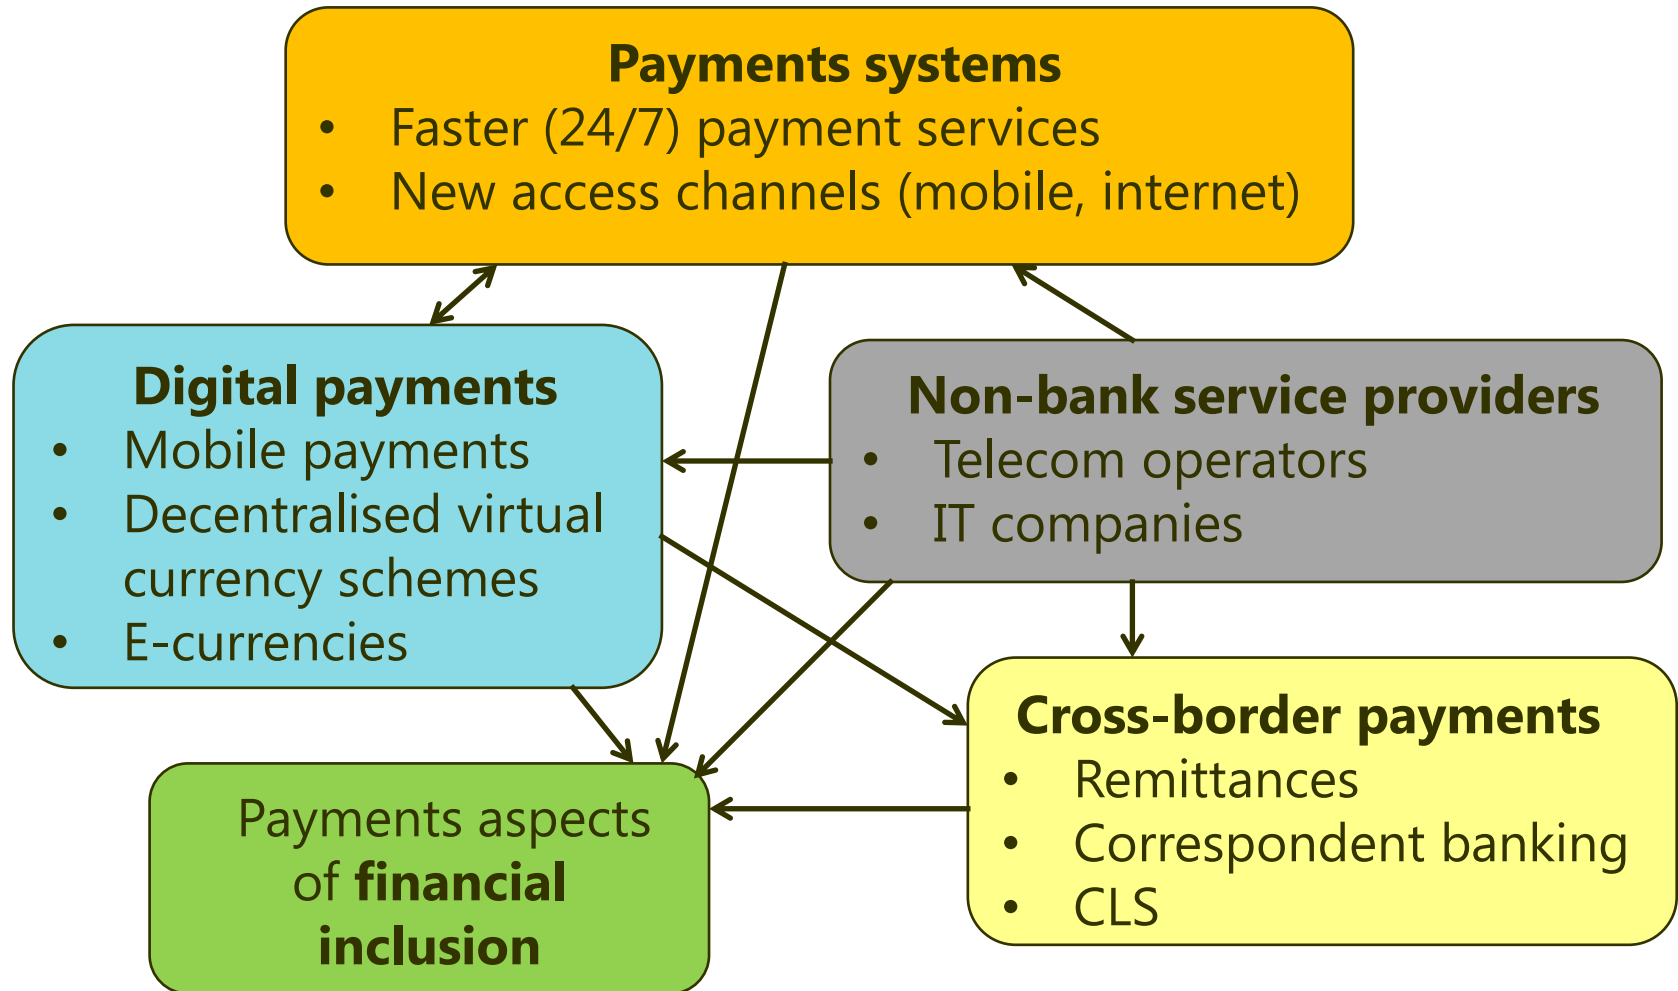 Payments systems
• Faster (24/7) payment services
• New access channels (mobile, internet)
Digital payments
• Mobile payments
• Decentralised virtual
currency schemes
• E-currencies
Non-bank service providers
• Telecom operators
• IT companies
Cross-border payments
• Remittances
• Correspondent banking
• CLS
Payments aspects
of financial
inclusion